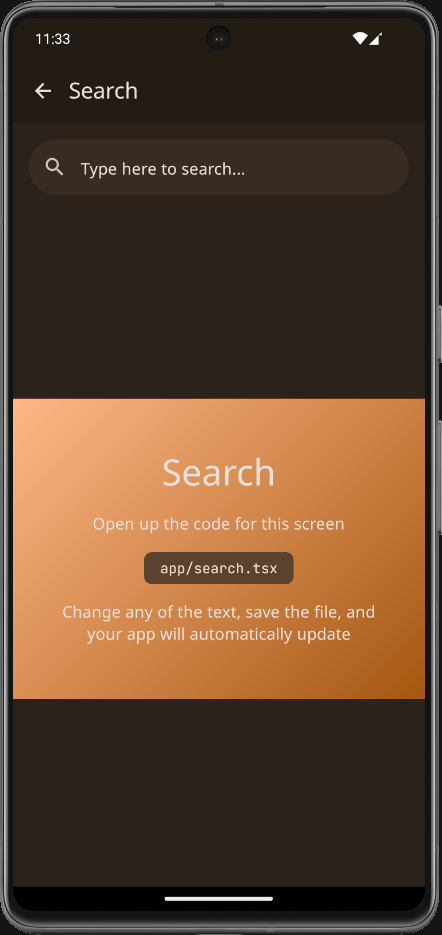 11:33
Search
Type here to search...
Search
Open up the code for this screen
app/search.tsx
Change any of the text, save the file, and
your app will automatically update